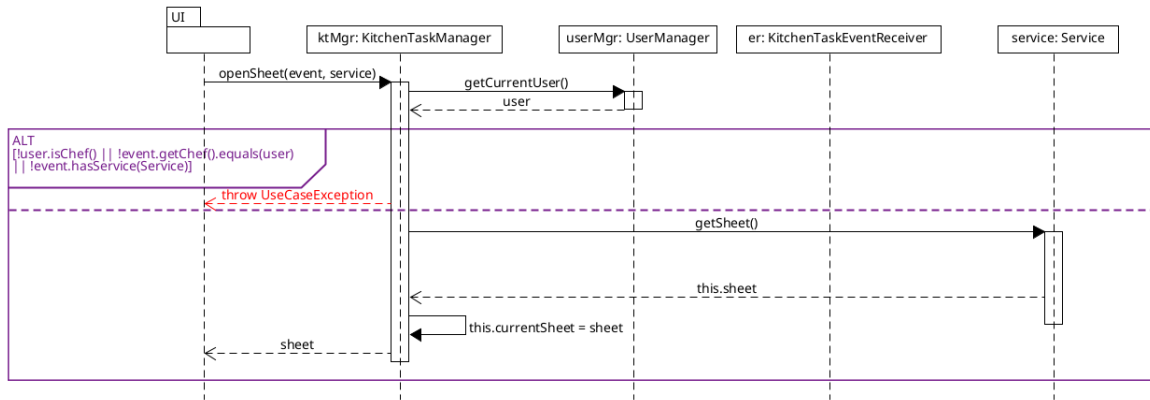 UI
ktMgr: KitchenTaskManager
userMgr: UserManager
er: KitchenTaskEventReceiver
service: Service
openSheet(event, service)
getCurrentUser()
user
ALT
[!user.isChef() || !event.getChef().equals(user)
|| !event.hasService(Service)]
throw UseCaseException
getSheet()
this.sheet
this.currentSheet = sheet
sheet